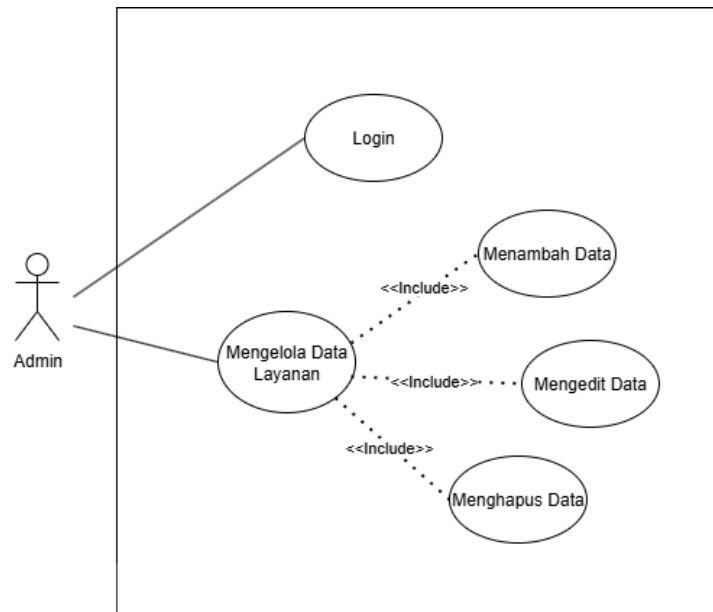 Login
Menambah Data
<<Include>>
Admin
Mengelola Data
Layanan
<<Include>>
Mengedit Data
<<Include>>
Menghapus Data